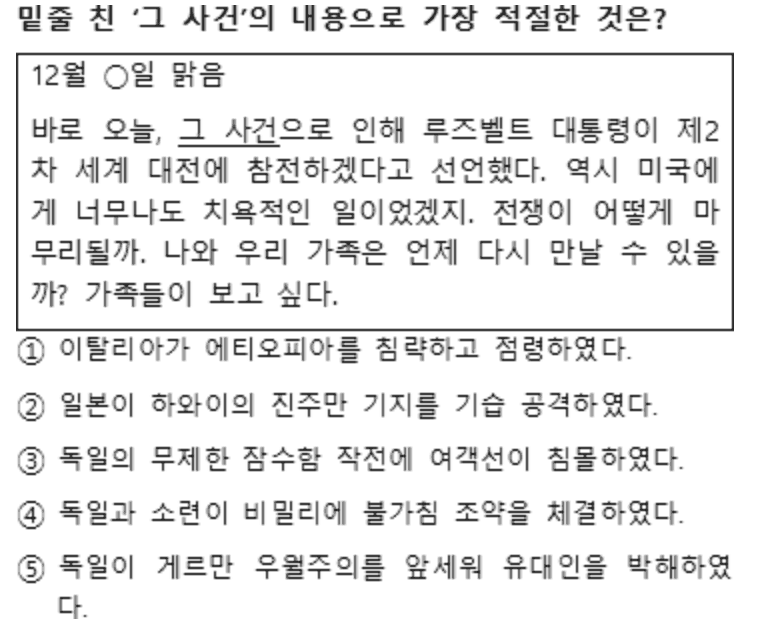 밑줄 친 ‘그 사건’의 내용으로 가장 적절한 것은?
12월 ○일 맑음
바로 오늘, 그 사건으로 인해 루즈벨트 대통령이 제2
차 세계 대전에 참전하겠다고 선언했다. 역시 미국에
게 너무나도 치욕적인 일이었겠지. 전쟁이 어떻게 마
무리될까. 나와 우리 가족은 언제 다시 만날 수 있을
까? 가족들이 보고 싶다.
① 이탈리아가 에티오피아를 침략하고 점령하였다.
② 일본이 하와이의 진주만 기지를 기습 공격하였다.
③ 독일의 무제한 잠수함 작전에 여객선이 침몰하였다.
④ 독일과 소련이 비밀리에 불가침 조약을 체결하였다.
⑤ 독일이 게르만 우월주의를 앞세워 유대인을 박해하였
다.